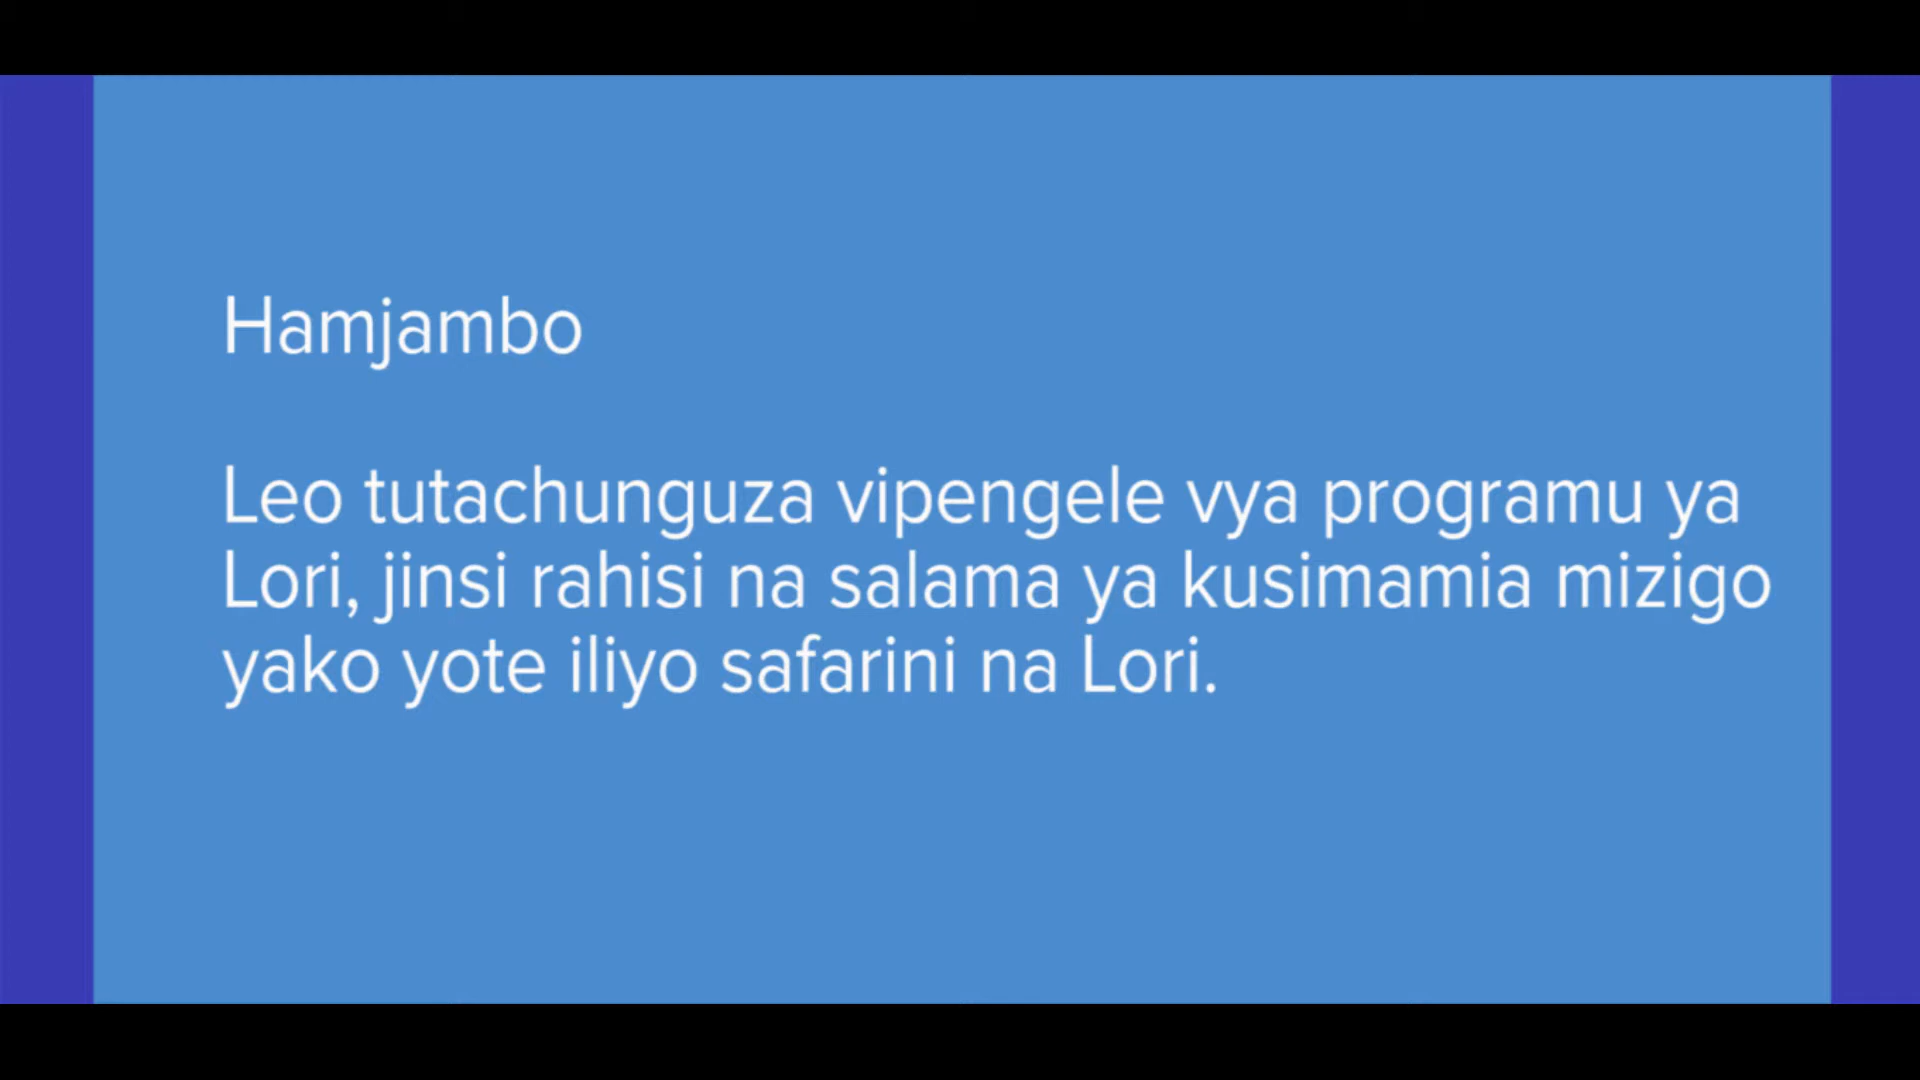 Hamjambo
Leo tutachunguza vipengele vya programu ya
Lori, jinsi rahisi na salama ya kusimamia mizigo
yako yote iliyo safarini na Lori.